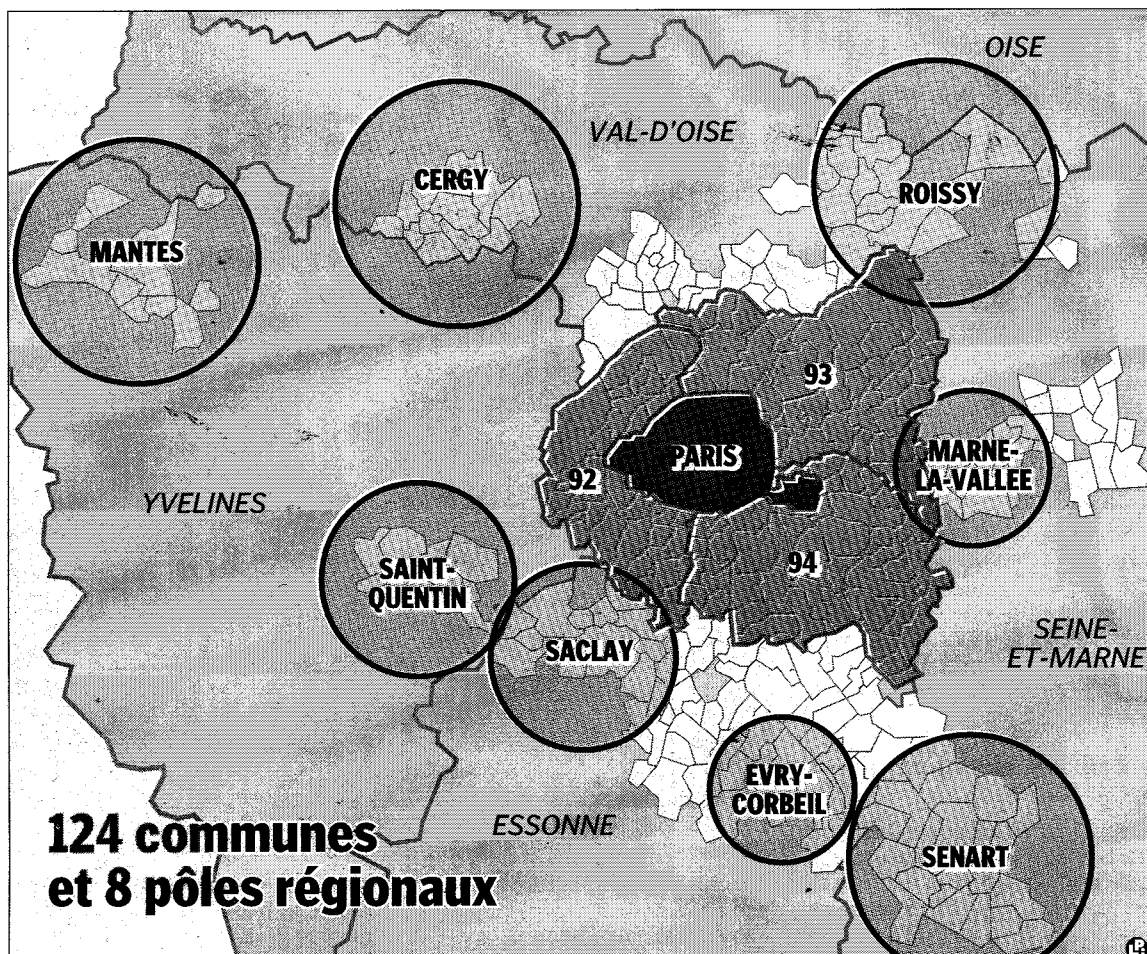 OISE
VAL-D'OISE
CERGY
ROISSY
MANTES
93
PARIS
92
MARNE-
LA-VALLEE
YVELINES
94
SAINT-
QUENTIN
SACLAY
SEINE-
ET-MARNE
EVRY-
CORBEIL
ESSONNE
SENART
124 communes
et 8 pôles régionaux